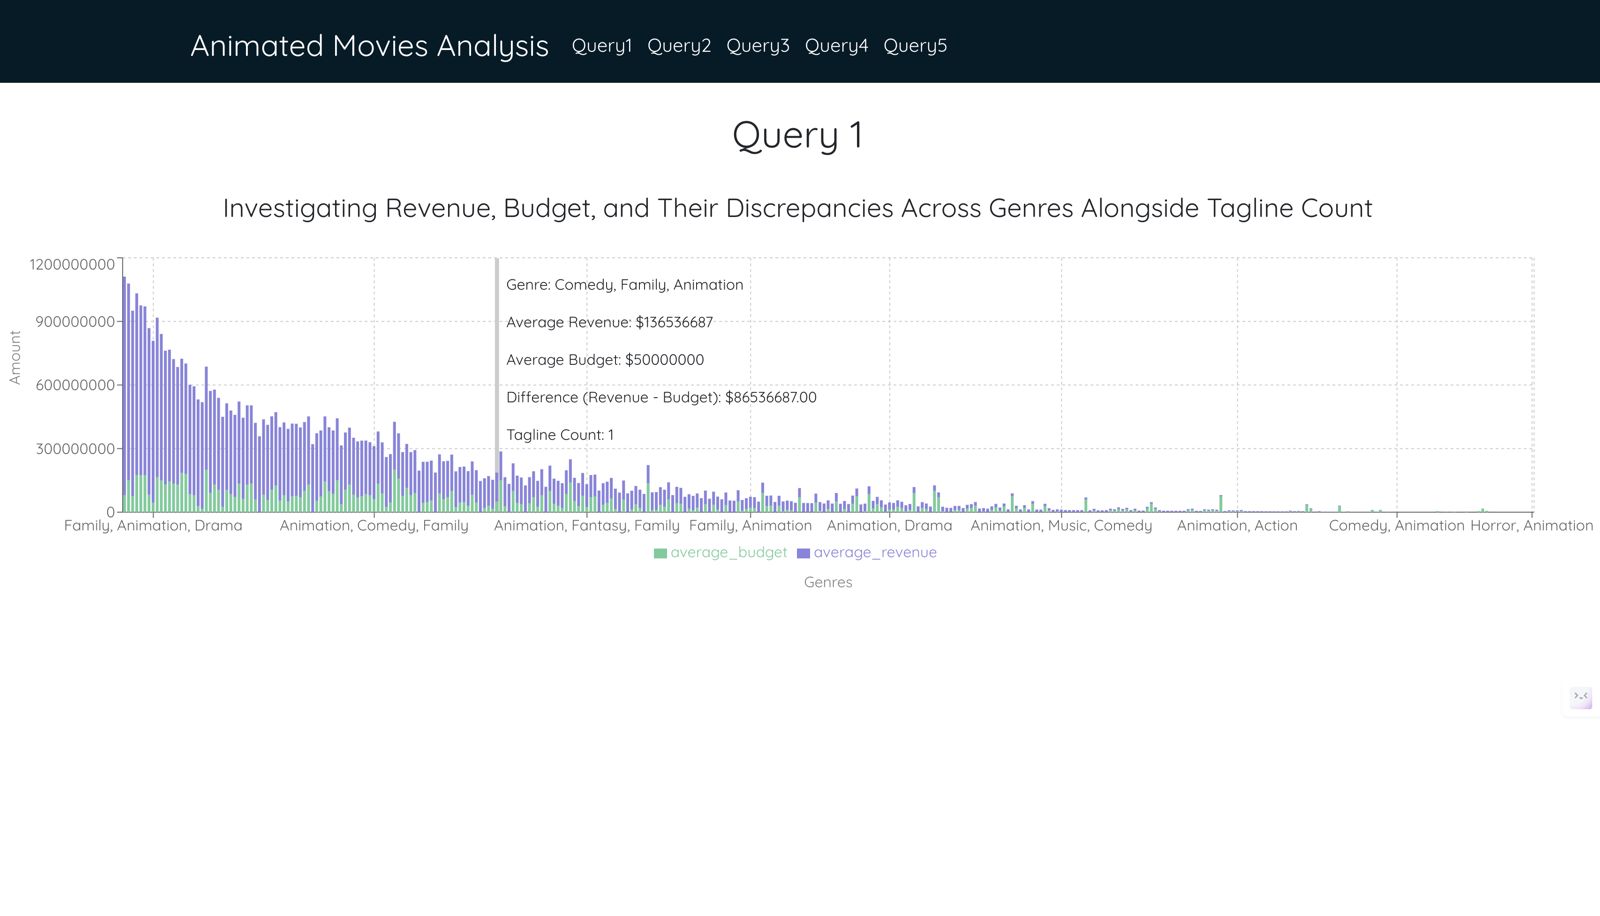 Animated Movies Analysis Query1 Query2 Query3 Query4 Query5
Query 1
Investigating Revenue, Budget, and Their Discrepancies Across Genres Alongside Tagline Count
1200000000
900000000
600000000
300000000
0
Amount
Genre: Comedy, Family, Animation
Average Revenue: $136536687
Average Budget: $50000000
Difference (Revenue - Budget): $86536687.00
Tagline Count: 1
Family, Animation, Drama Animation, Comedy, Family Animation, Fantasy, Family Family, Animation Animation, Drama Animation, Music, Comedy Animation, Action Comedy, Animation Horror, Animation
average_budget average_revenue
Genres